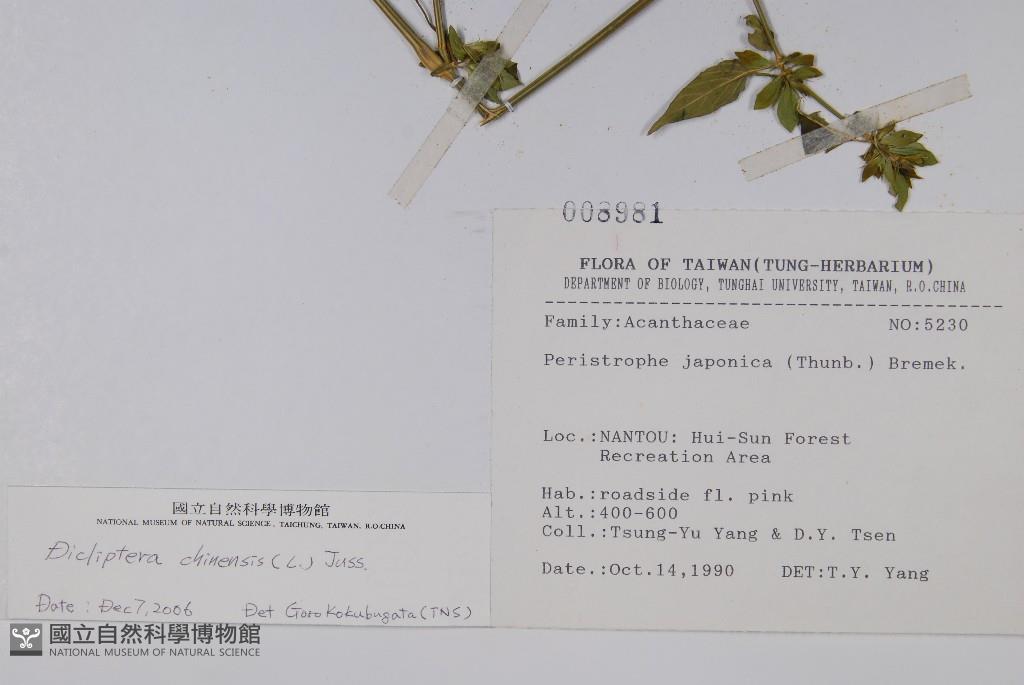 008981
FLORA OF TAIWAN(TUNG-HERBARIUM)
DEPARTMENT OF BIOLOGY, TUNGHAI UNIVERSITY, TAIWAN, R.O.CHINA
Family:Acanthaceae NO:5230
Peristrophe japonica (Thunb.) Bremek.
Loc.:NANTOU: Hui-Sun Forest
Recreation Area
Hab.:roadside fl. pink
Alt.:400-600
Coll.:Tsung-Yu Yang & D.Y. Tsen
Date.:Oct.14,1990 DET:T.Y. Yang
國立自然科學博物館
NATIONAL MUSEUM OF NATURAL SCIENCE, TAICHUNG, TAIWAN, R.O.CHINA
Dicliptera chinensis (L.) Juss.
Date : Dec 7, 2006 Det Goro Kokubugata (TNS)
國立自然科學博物館
NATIONAL MUSEUM OF NATURAL SCIENCE